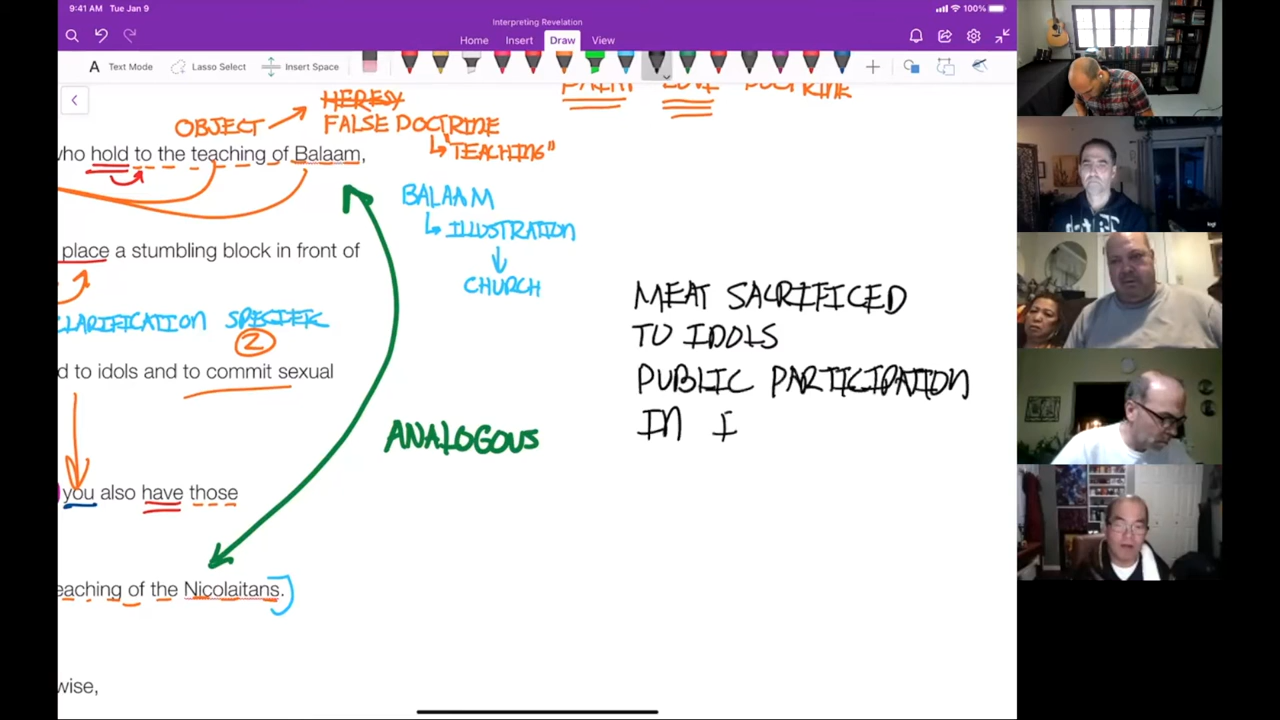 9:41 AM Tue Jan 9
100%
Interpreting Revelation
Home Insert Draw View
A Text Mode Lasso Select Insert Space
LOVE DOCTRINE
HERESY
OBJECT
FALSE DOCTRINE
"TEACHING"
who hold to the teaching of Balaam,
BALAAM
ILLUSTRATION
place a stumbling block in front of
CHURCH
MEAT SACRIFICED
TO IDOLS
CLARIFICATION SPECIFIC
2
d to idols and to commit sexual
PUBLIC PARTICIPATION
IN I
ANALOGOUS
you also have those
eaching of the Nicolaitans.
wise,